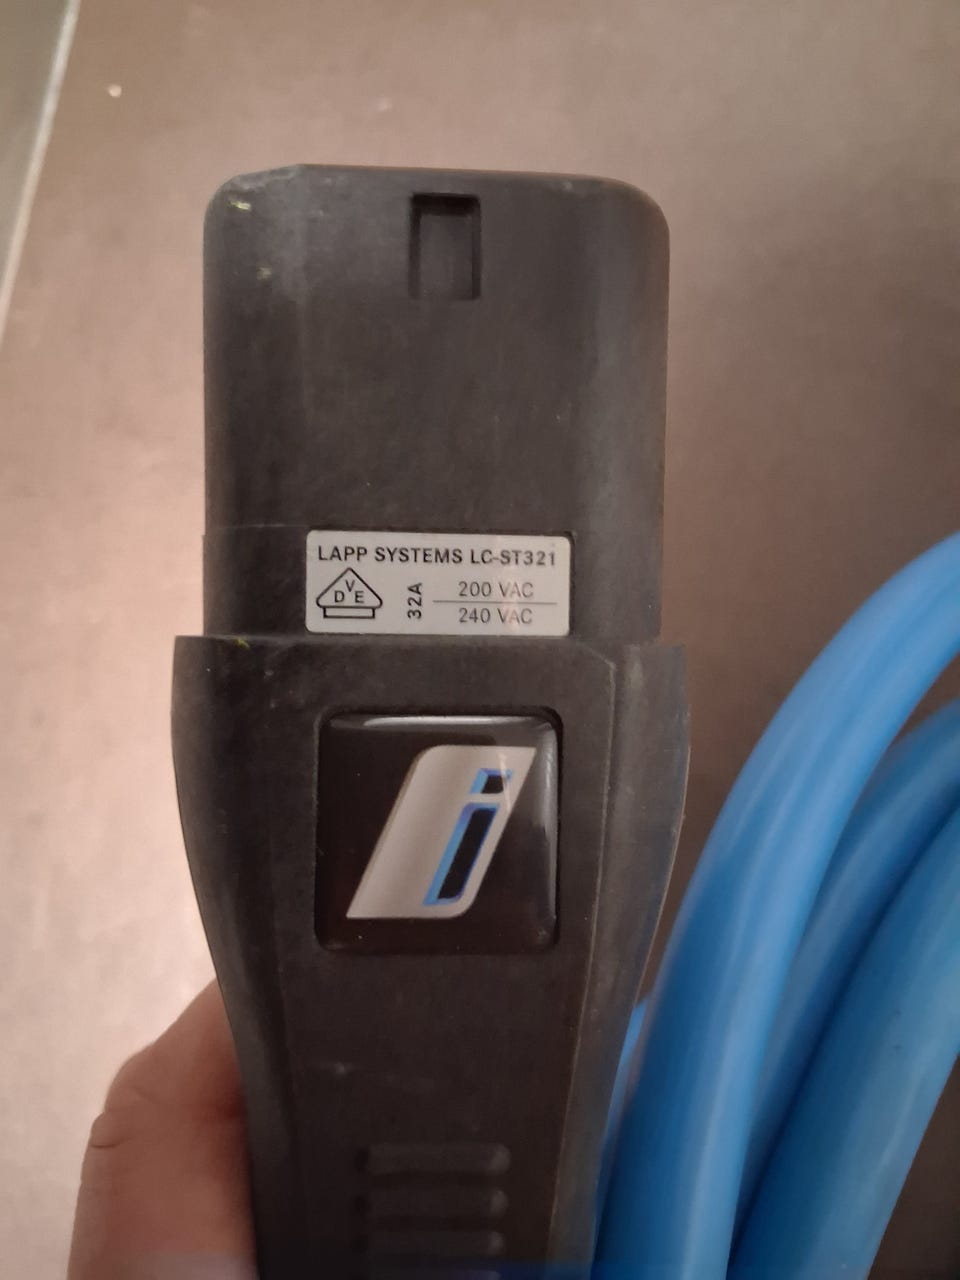 LAPP SYSTEMS LC-ST321
DVE
32A
200 VAC
240 VAC
i